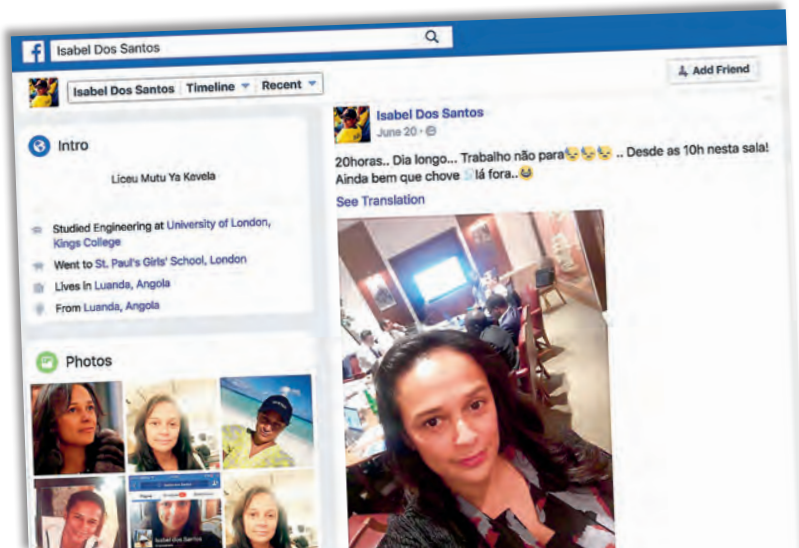 f Isabel Dos Santos
Isabel Dos Santos Timeline Recent
Add Friend
Intro
Liceu Mutu Ya Kevela
Studied Engineering at University of London,
Kings College
Went to St. Paul's Girls' School, London
Lives in Luanda, Angola
From Luanda, Angola
Photos
Isabel dos Santos
Isabel Dos Santos
June 20
20horas.. Dia longo... Trabalho não para😓😓😓 .. Desde as 10h nesta sala!
Ainda bem que chove lá fora..😂
See Translation